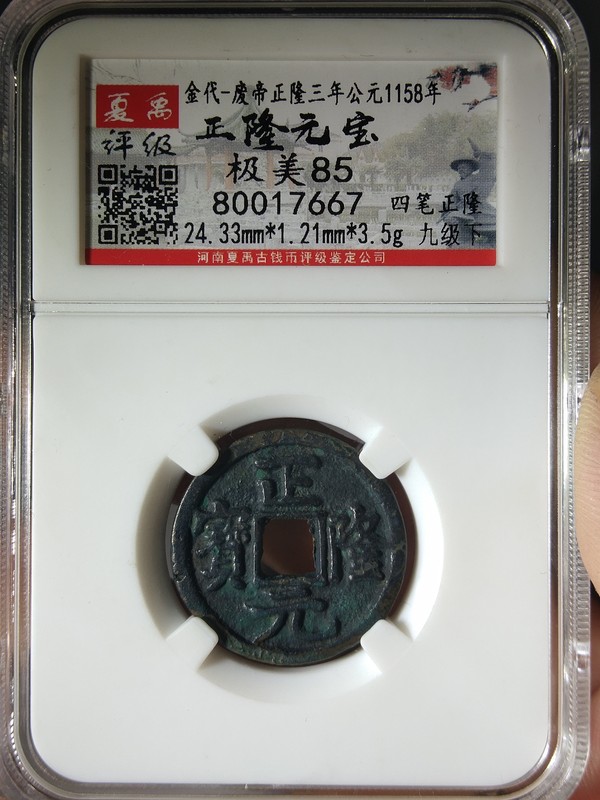 夏禹
评级
金代-废帝正隆三年公元1158年
正隆元宝
极美85
80017667 四笔正隆
24.33mm*1.21mm*3.5g 九级下
河南夏禹古钱币评级鉴定公司
正隆元寶